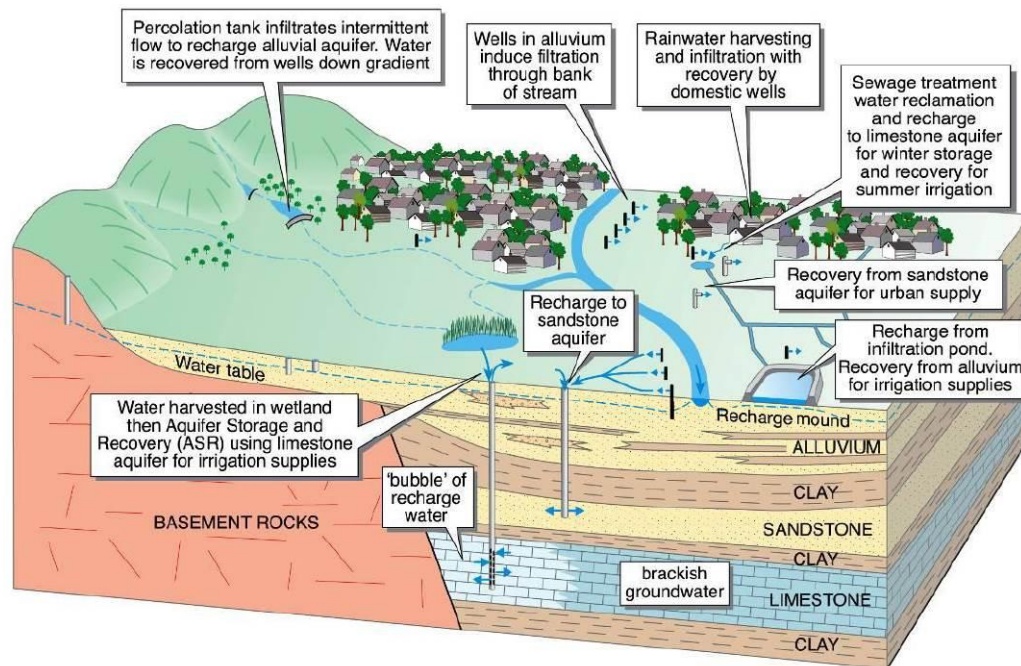 Percolation tank infiltrates intermittent
flow to recharge alluvial aquifer. Water
is recovered from wells down gradient
Wells in alluvium
induce filtration
through bank
of stream
Rainwater harvesting
and infiltration with
recovery by
domestic wells
Sewage treatment
water reclamation
and recharge
to limestone aquifer
for winter storage
and recovery for
summer irrigation
Recovery from sandstone
aquifer for urban supply
Recharge to
sandstone
aquifer
Recharge from
infiltration pond.
Recovery from alluvium
for irrigation supplies
Water table
Water harvested in wetland
then Aquifer Storage and
Recovery (ASR) using limestone
aquifer for irrigation supplies
Recharge mound
ALLUVIUM
'bubble' of
recharge
water
CLAY
BASEMENT ROCKS
SANDSTONE
CLAY
brackish
groundwater
LIMESTONE
CLAY